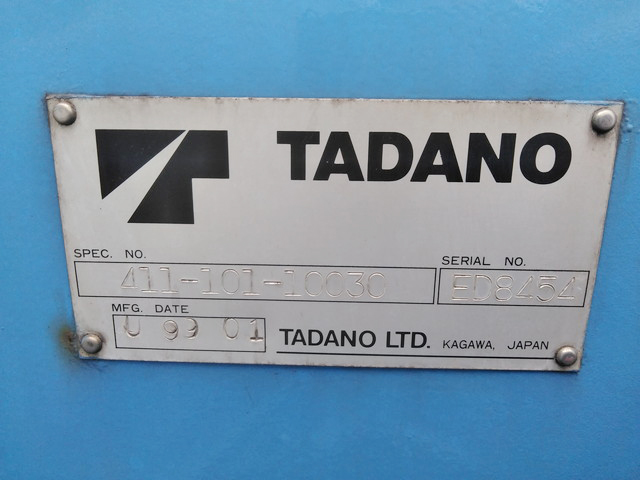 TADANO
SPEC. NO.
411-101-10030
SERIAL NO.
ED8454
MFG. DATE
J 99 01
TADANO LTD. KAGAWA, JAPAN